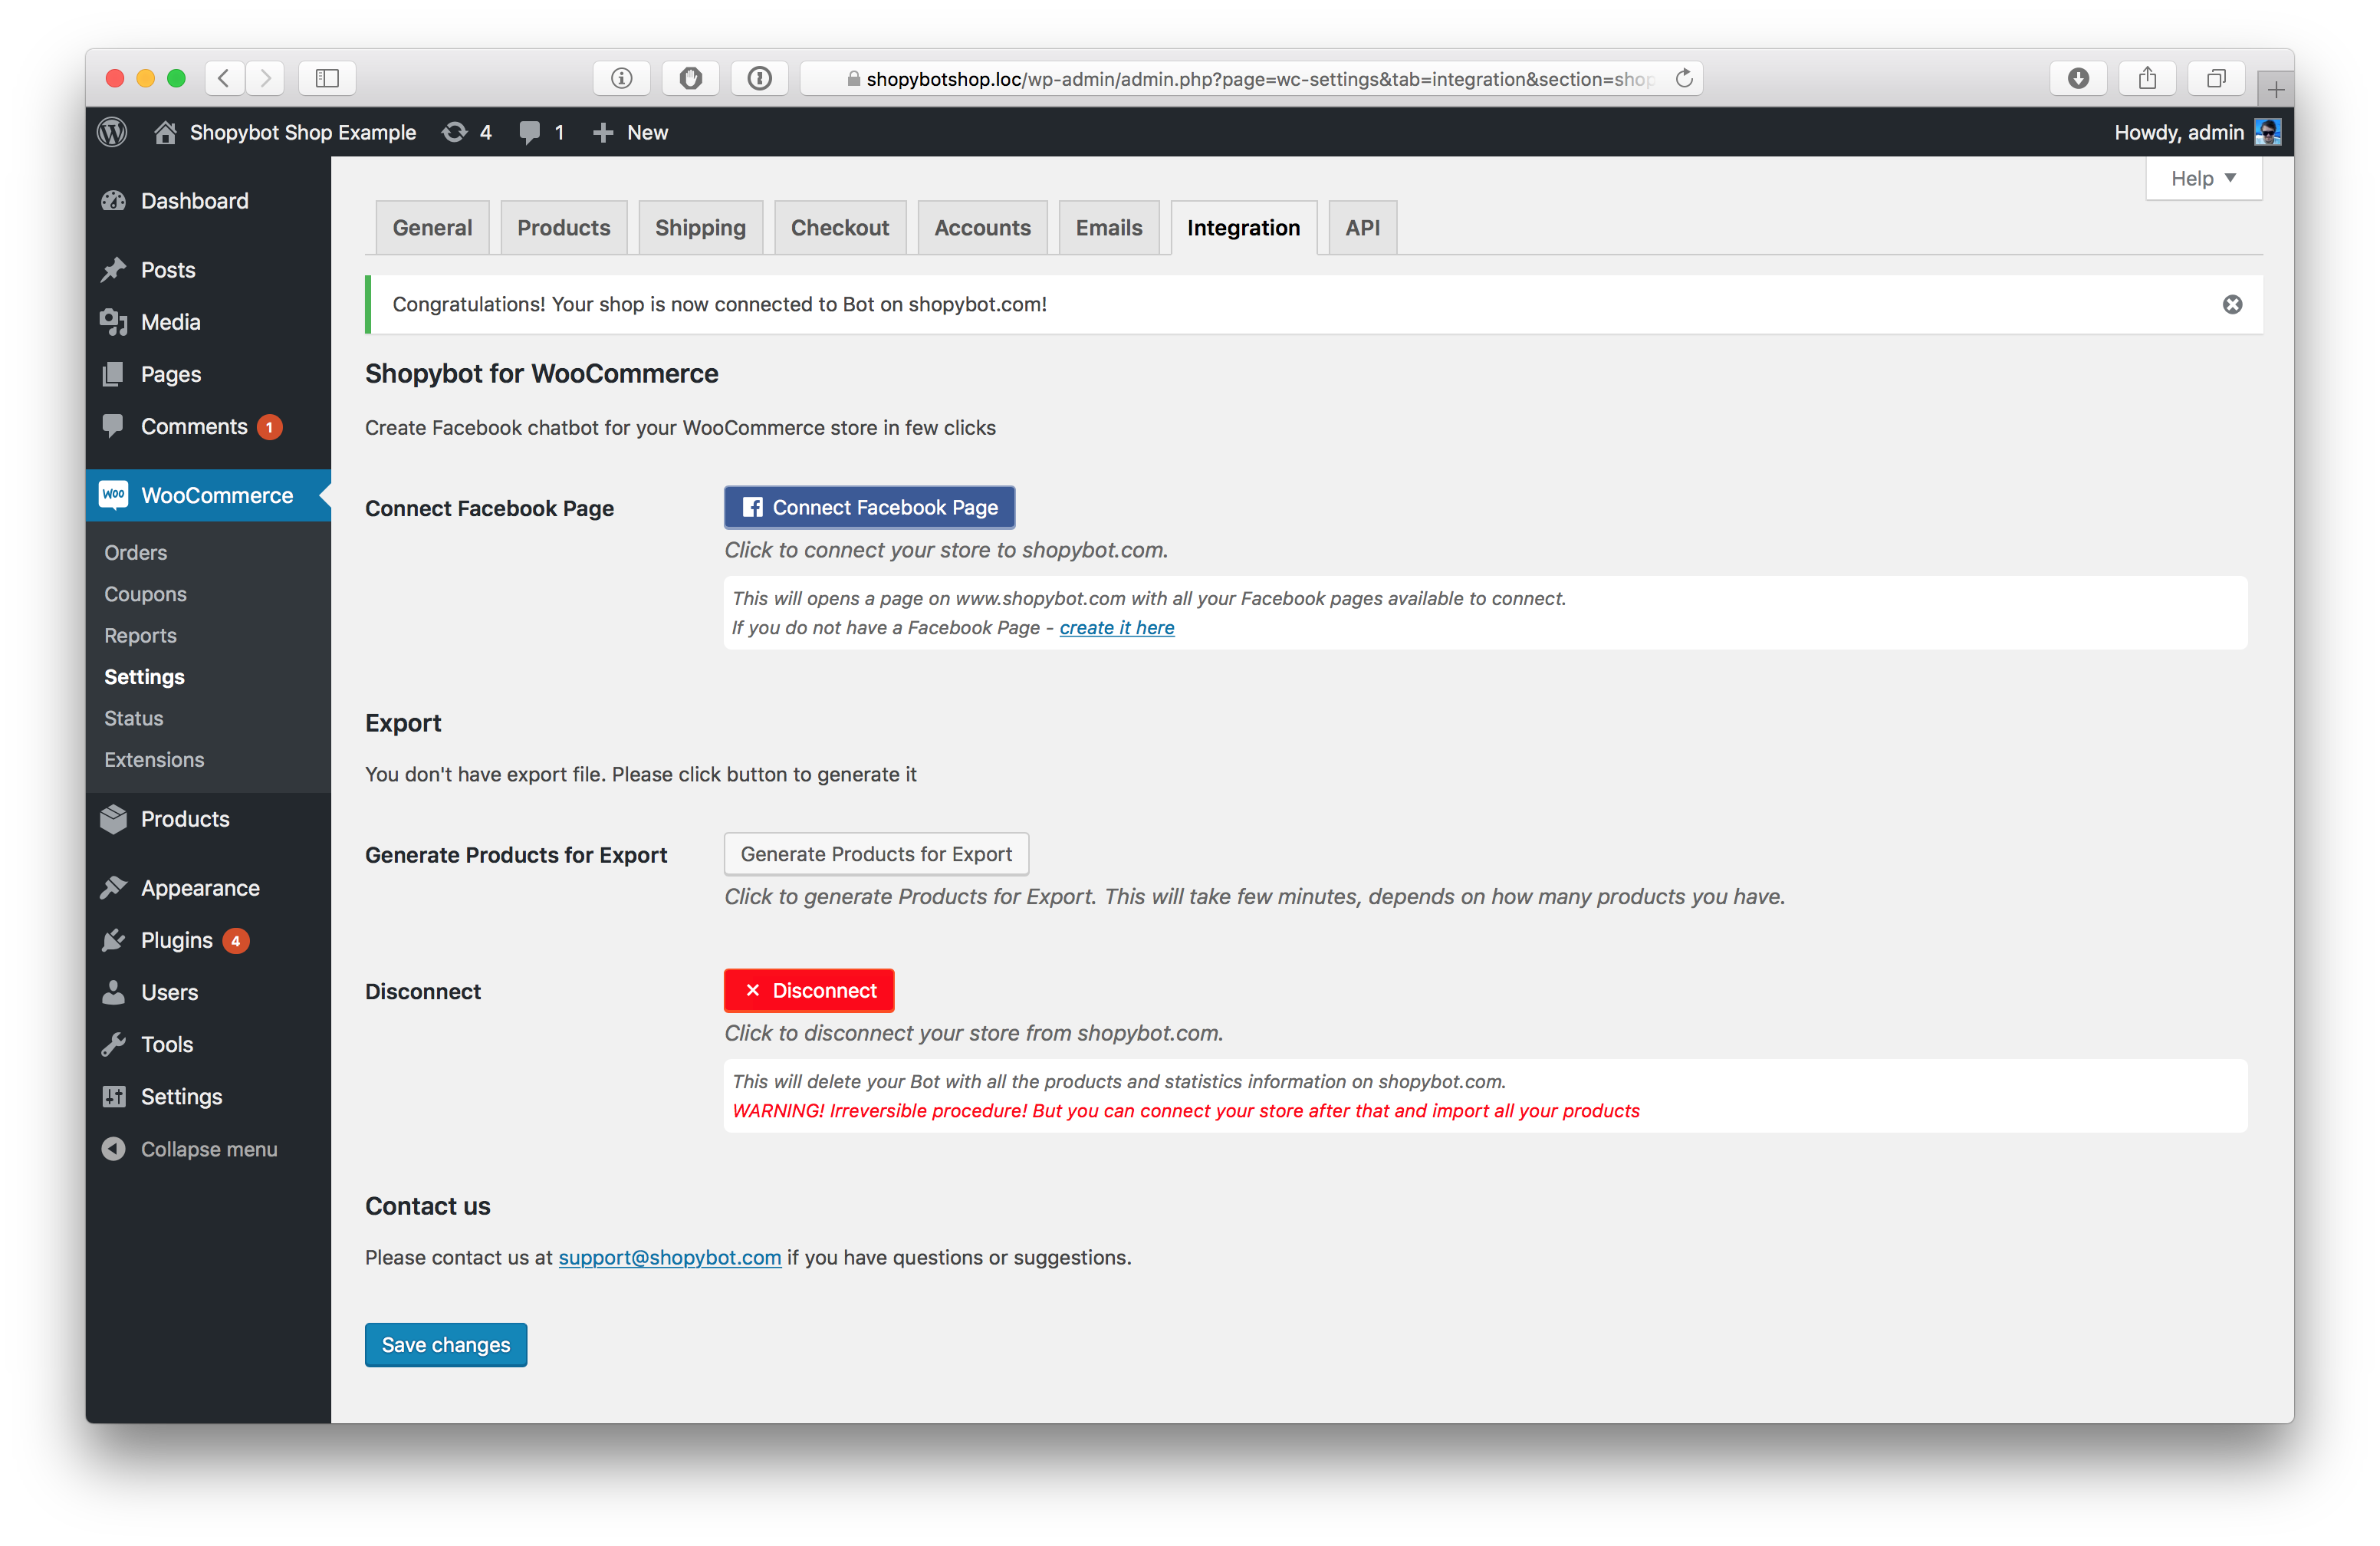 shopybotshop.loc/wp-admin/admin.php?page=wc-settings&tab=integration&section=shop
Shopybot Shop Example 4 1 New Howdy, admin
Help
Dashboard
Posts
Media
Pages
Comments 1
Woo WooCommerce
Orders
Coupons
Reports
Settings
Status
Extensions
Products
Appearance
Plugins 4
Users
Tools
Settings
Collapse menu
General Products Shipping Checkout Accounts Emails Integration API
Congratulations! Your shop is now connected to Bot on shopybot.com!
Shopybot for WooCommerce
Create Facebook chatbot for your WooCommerce store in few clicks
Connect Facebook Page Connect Facebook Page
Click to connect your store to shopybot.com.
This will opens a page on www.shopybot.com with all your Facebook pages available to connect.
If you do not have a Facebook Page - create it here
Export
You don't have export file. Please click button to generate it
Generate Products for Export Generate Products for Export
Click to generate Products for Export. This will take few minutes, depends on how many products you have.
Disconnect Disconnect
Click to disconnect your store from shopybot.com.
This will delete your Bot with all the products and statistics information on shopybot.com.
WARNING! Irreversible procedure! But you can connect your store after that and import all your products
Contact us
Please contact us at support@shopybot.com if you have questions or suggestions.
Save changes